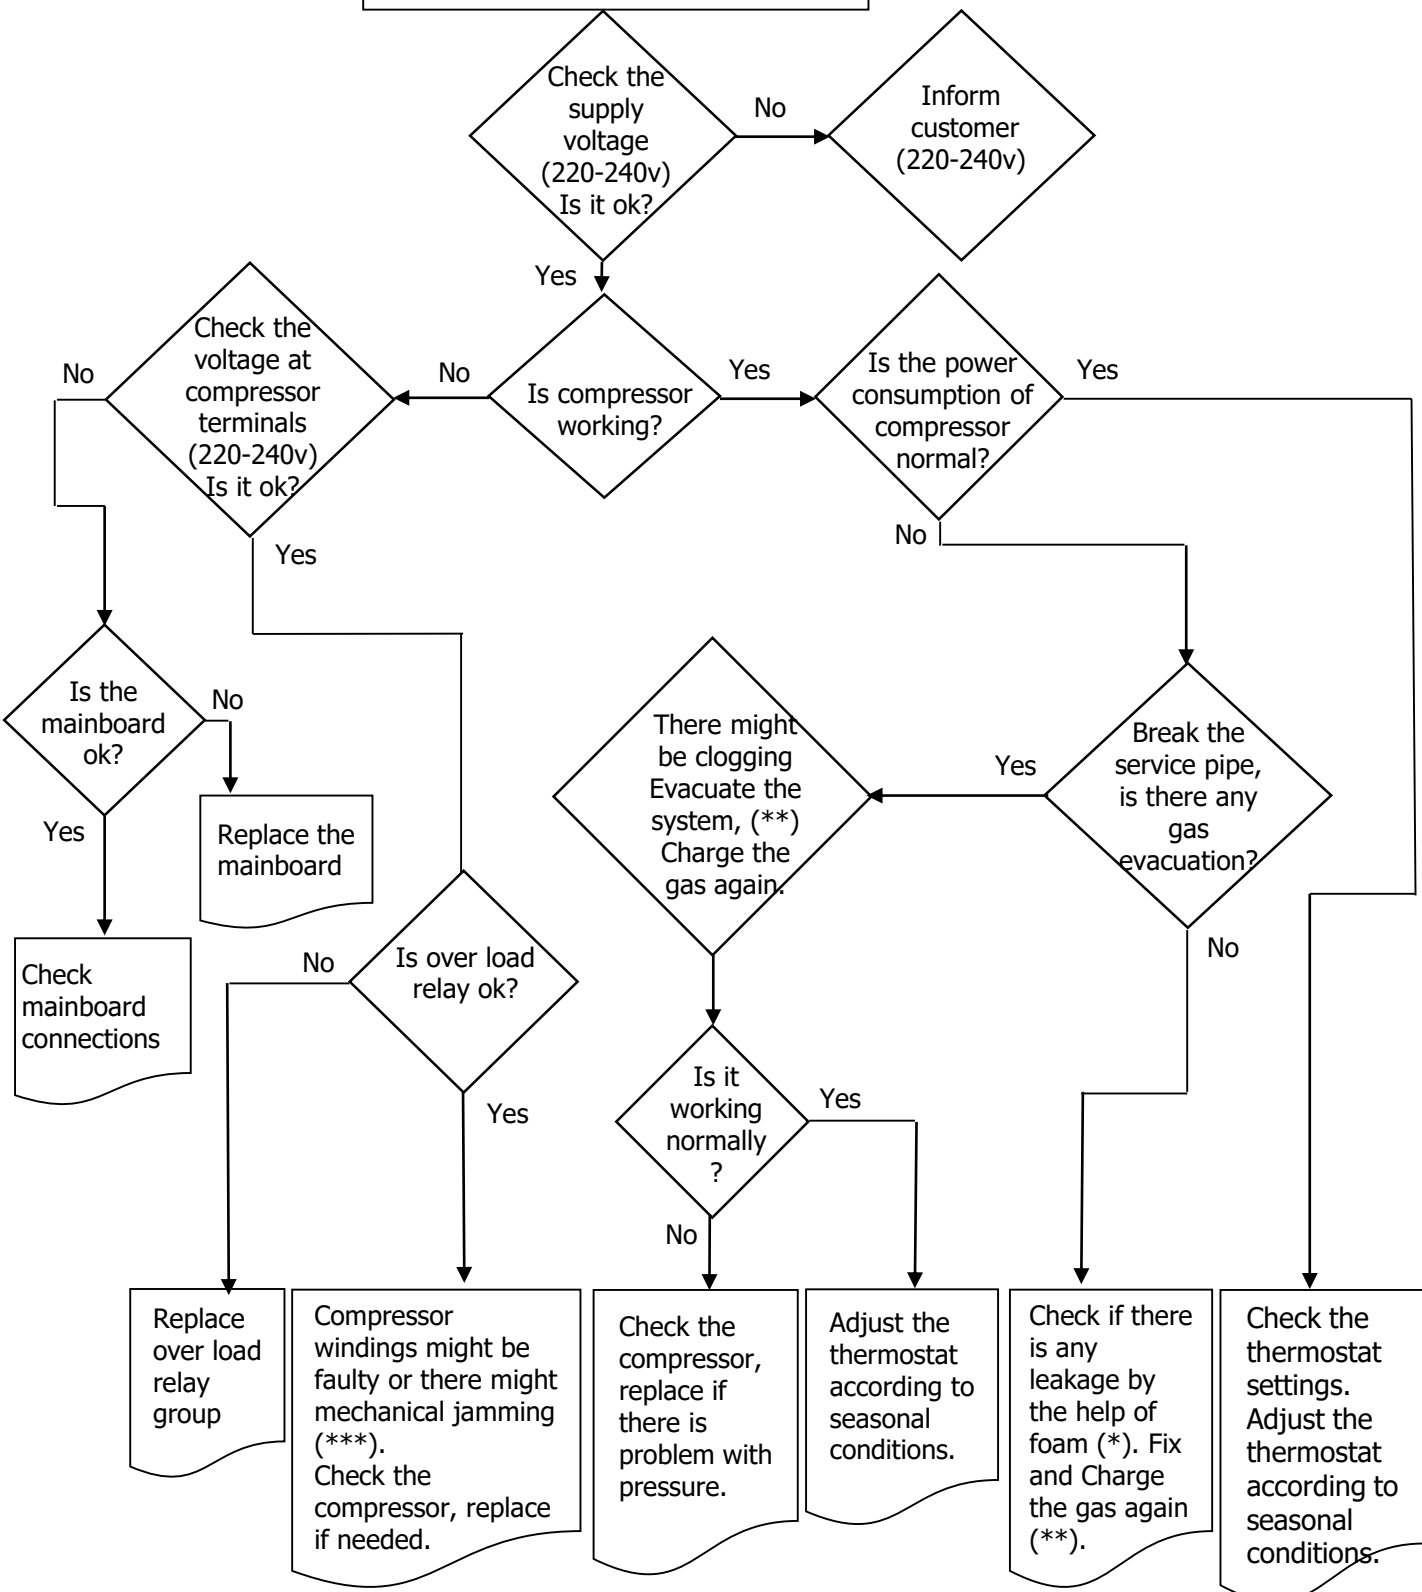 Check the
supply
voltage
(220-240v)
Is it ok?
No
Inform
customer
(220-240v)
Yes
Check the
voltage at
compressor
terminals
(220-240v)
Is it ok?
No
No
Is compressor
working?
Yes
Is the power
consumption of
compressor
normal?
Yes
No
Yes
Is the
mainboard
ok?
No
Yes
Replace the
mainboard
Check
mainboard
connections
There might
be clogging
Evacuate the
system, (**)
Charge the
gas again.
Yes
Break the
service pipe,
is there any
gas
evacuation?
No
No
Is over load
relay ok?
Yes
Is it
working
normally
?
Yes
No
Replace
over load
relay
group
Compressor
windings might be
faulty or there might
mechanical jamming
(***).
Check the
compressor, replace
if needed.
Check the
compressor,
replace if
there is
problem with
pressure.
Adjust the
thermostat
according to
seasonal
conditions.
Check if there
is any
leakage by
the help of
foam (*). Fix
and Charge
the gas again
(**).
Check the
thermostat
settings.
Adjust the
thermostat
according to
seasonal
conditions.